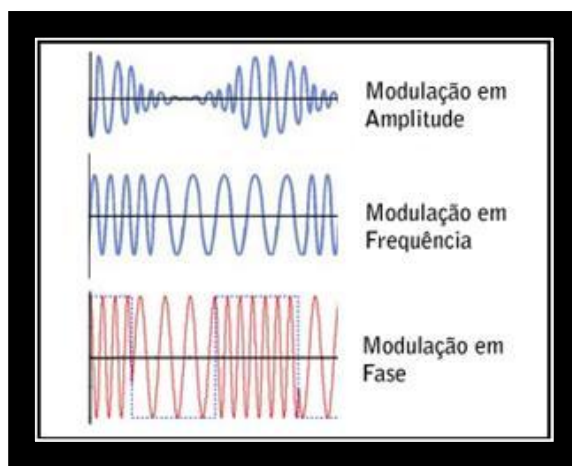 Modulação em
Amplitude
Modulação em
Frequência
Modulação em
Fase